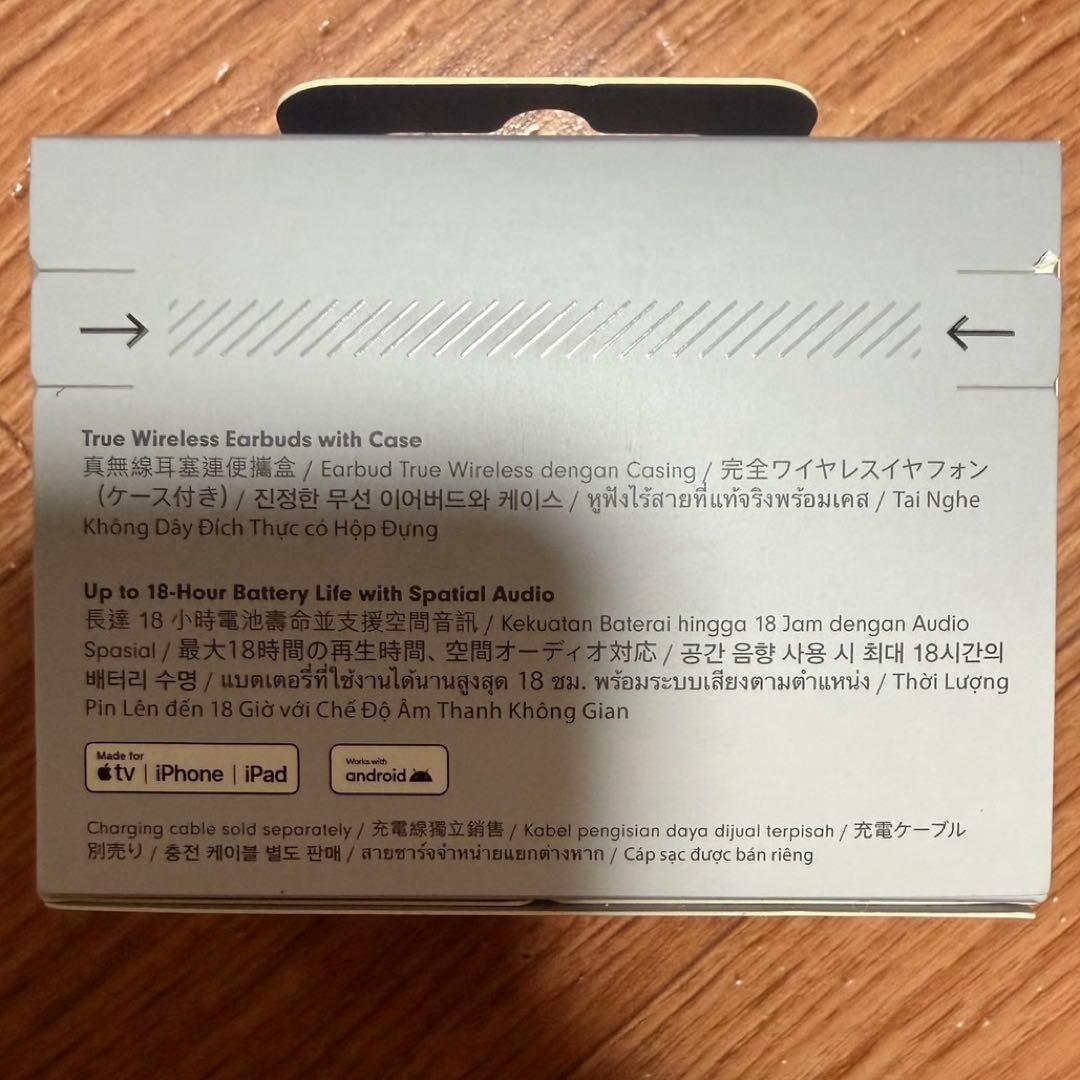 True Wireless Earbuds with Case
真無線耳塞連便攜盒 / Earbud True Wireless dengan Casing / 完全ワイヤレスイヤフォン
（ケース付き）/ 진정한 무선 이어버드와 케이스 / หูฟังไร้สายที่แท้จริงพร้อมเคส / Tai Nghe
Không Dây Đích Thực có Hộp Đựng
Up to 18-Hour Battery Life with Spatial Audio
長達 18 小時電池壽命並支援空間音訊 / Kekuatan Baterai hingga 18 Jam dengan Audio
Spasial / 最大18時間の再生時間、空間オーディオ対応 / 공간 음향 사용 시 최대 18시간의
배터리 수명 / แบตเตอรี่ที่ใช้งานได้นานสูงสุด 18 ชม. พร้อมระบบเสียงตามตำแหน่ง / Thời Lượng
Pin Lên đến 18 Giờ với Chế Độ Âm Thanh Không Gian
Made for
tv | iPhone | iPad
Works with
android
Charging cable sold separately / 充電線獨立銷售 / Kabel pengisian daya dijual terpisah / 充電ケーブル
別売り / 충전 케이블 별도 판매 / สายชาร์จจำหน่ายแยกต่างหาก / Cáp sạc được bán riêng